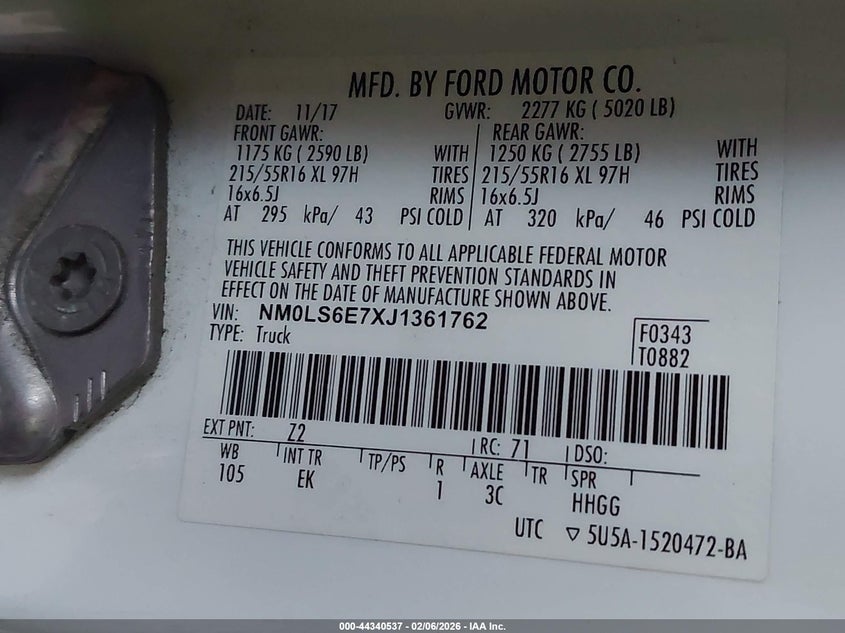 MFD. BY FORD MOTOR CO.
DATE: 11/17 GVWR: 2277 KG ( 5020 LB)
FRONT GAWR: REAR GAWR:
1175 KG ( 2590 LB) WITH 1250 KG ( 2755 LB) WITH
215/55R16 XL 97H TIRES 215/55R16 XL 97H TIRES
16x6.5J RIMS 16x6.5J RIMS
AT 295 kPa/ 43 PSI COLD AT 320 kPa/ 46 PSI COLD
THIS VEHICLE CONFORMS TO ALL APPLICABLE FEDERAL MOTOR
VEHICLE SAFETY AND THEFT PREVENTION STANDARDS IN
EFFECT ON THE DATE OF MANUFACTURE SHOWN ABOVE.
VIN: NM0LS6E7XJ1361762
TYPE: Truck
F0343
T0882
EXT PNT: Z2 RC: 71 DSO:
WB INT TR TP/PS R AXLE TR SPR
105 EK 1 3C HHGG
UTC ▽ 5U5A-1520472-BA
000-44340537 - 02/06/2026 - IAA Inc.